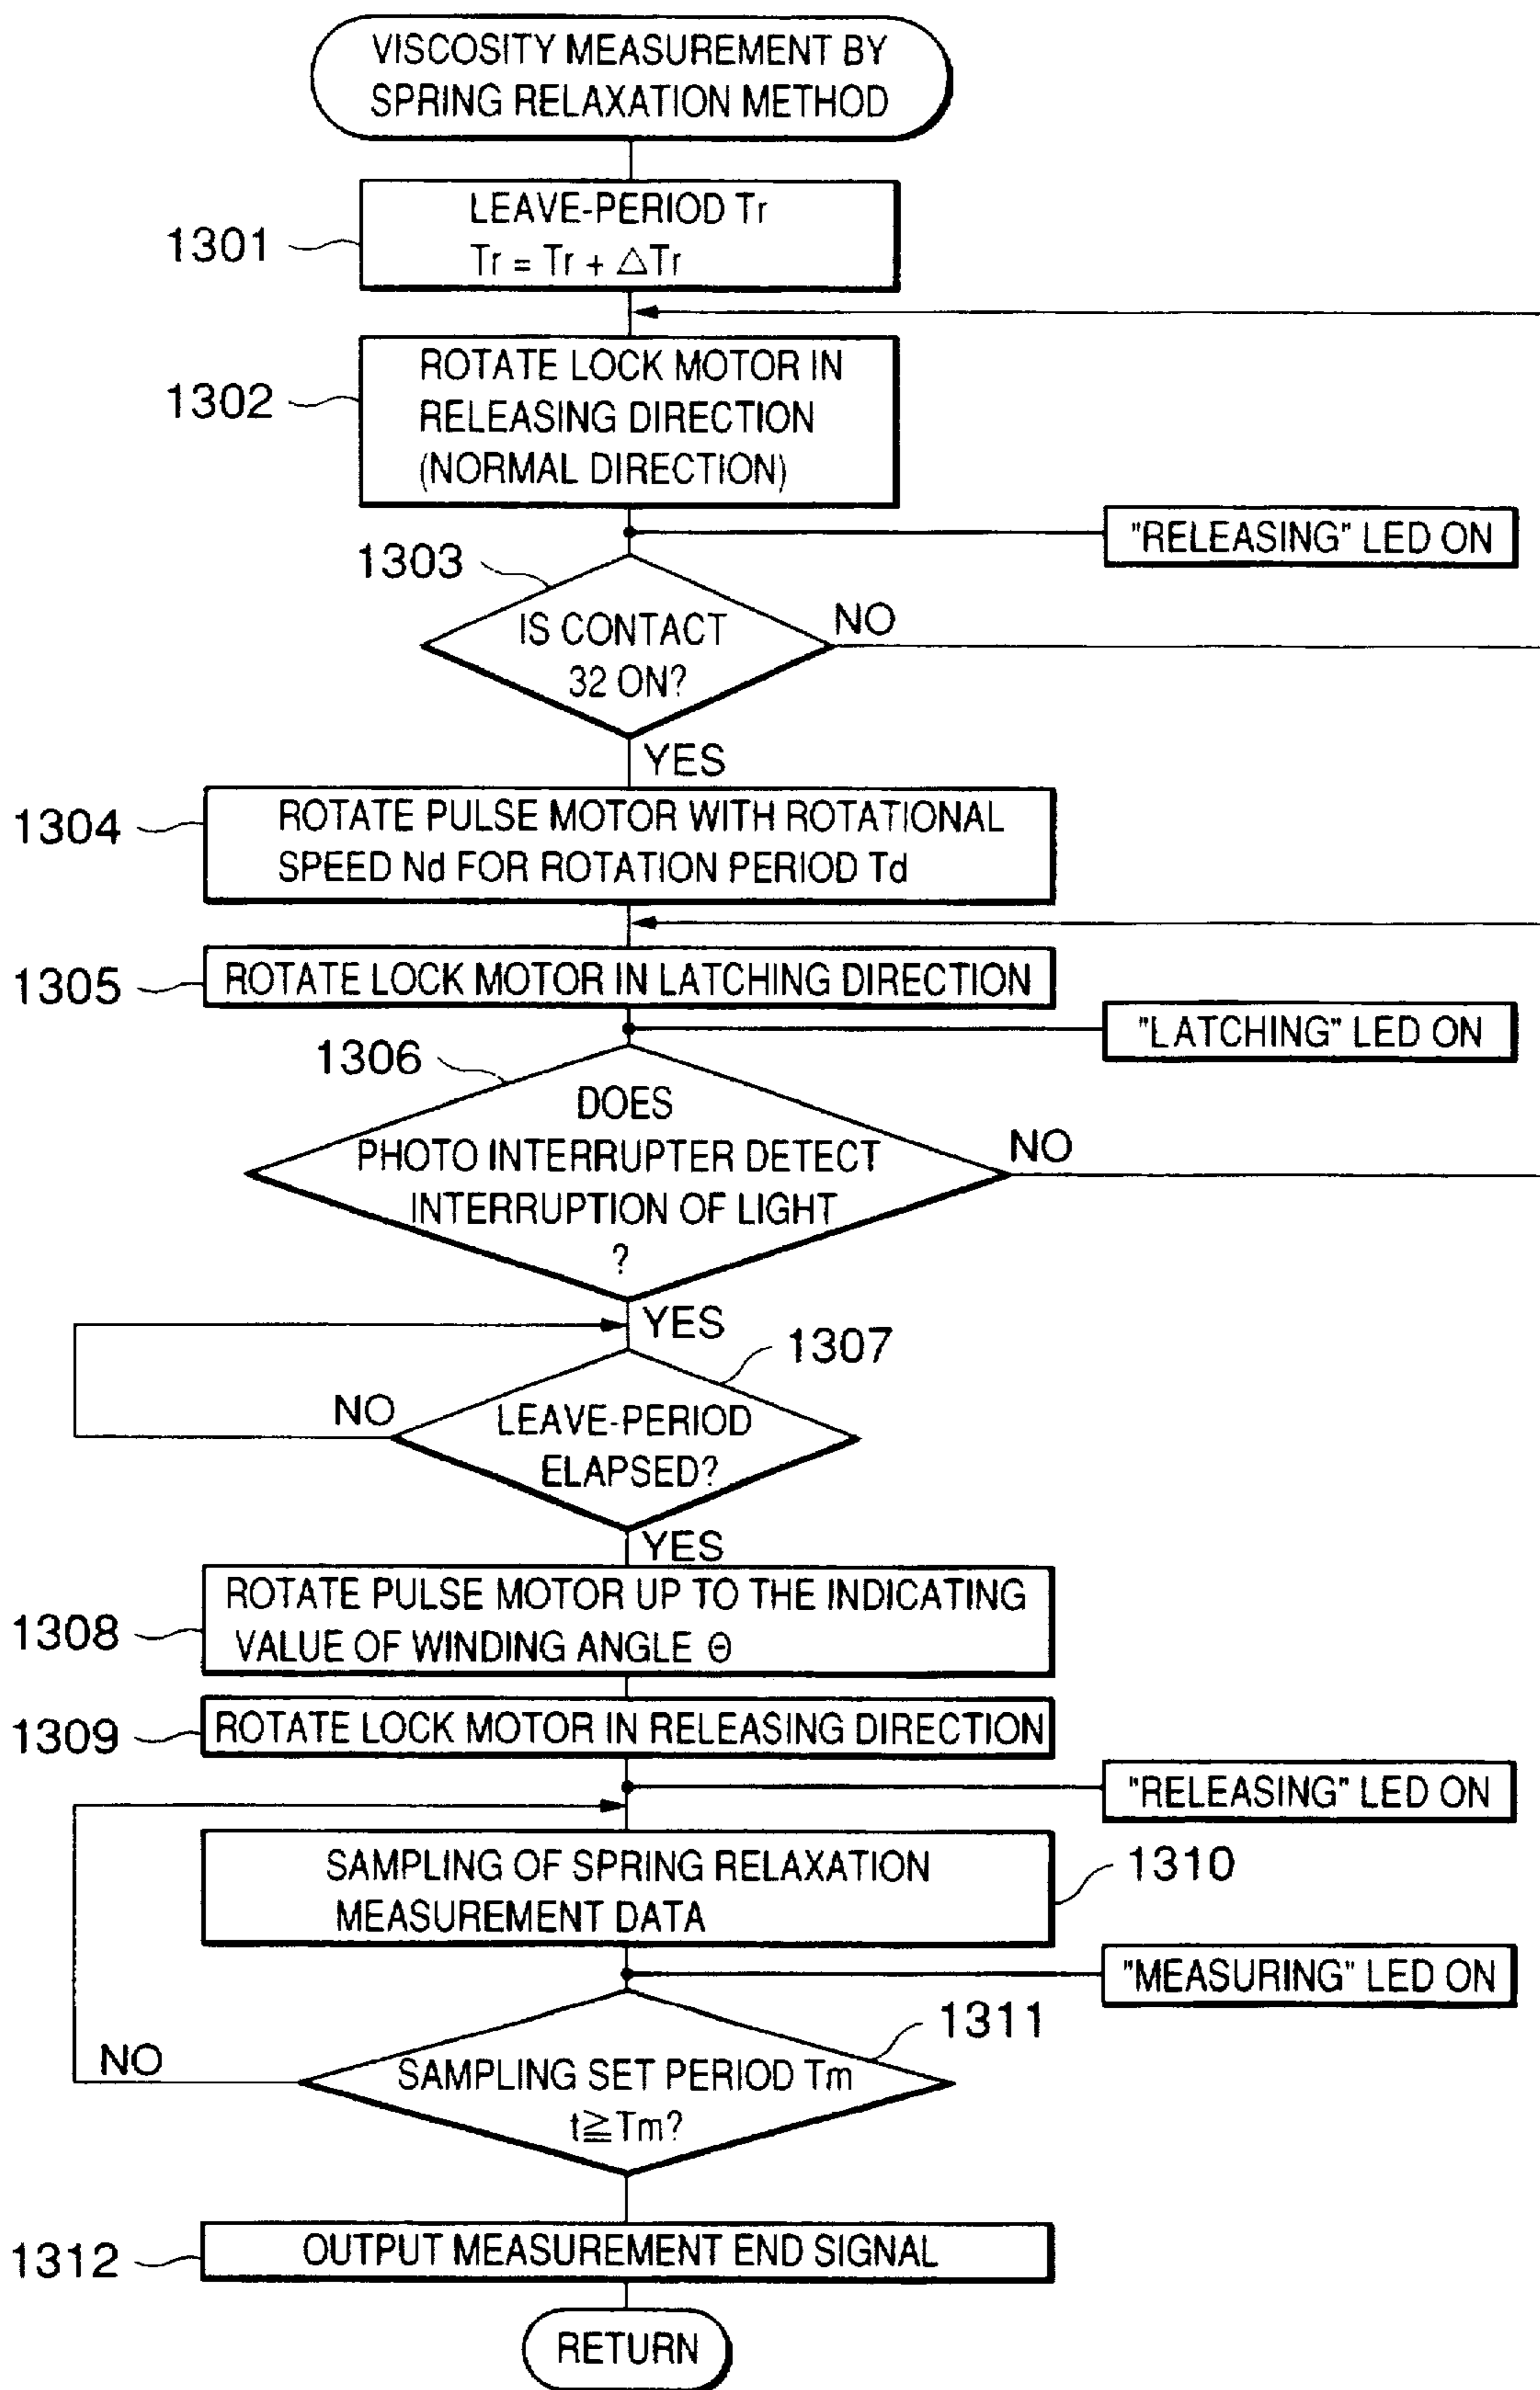 VISCOSITY MEASUREMENT BY
SPRING RELAXATION METHOD
1301
LEAVE-PERIOD Tr
Tr = Tr + △Tr
1302
ROTATE LOCK MOTOR IN
RELEASING DIRECTION
(NORMAL DIRECTION)
"RELEASING" LED ON
1303
IS CONTACT
32 ON?
NO
YES
1304
ROTATE PULSE MOTOR WITH ROTATIONAL
SPEED Nd FOR ROTATION PERIOD Td
1305
ROTATE LOCK MOTOR IN LATCHING DIRECTION
"LATCHING" LED ON
1306
DOES
PHOTO INTERRUPTER DETECT
INTERRUPTION OF LIGHT
?
NO
YES
1307
NO
LEAVE-PERIOD
ELAPSED?
YES
1308
ROTATE PULSE MOTOR UP TO THE INDICATING
VALUE OF WINDING ANGLE Θ
1309
ROTATE LOCK MOTOR IN RELEASING DIRECTION
"RELEASING" LED ON
SAMPLING OF SPRING RELAXATION
MEASUREMENT DATA
1310
"MEASURING" LED ON
1311
NO
SAMPLING SET PERIOD Tm
t≧Tm?
1312
OUTPUT MEASUREMENT END SIGNAL
RETURN